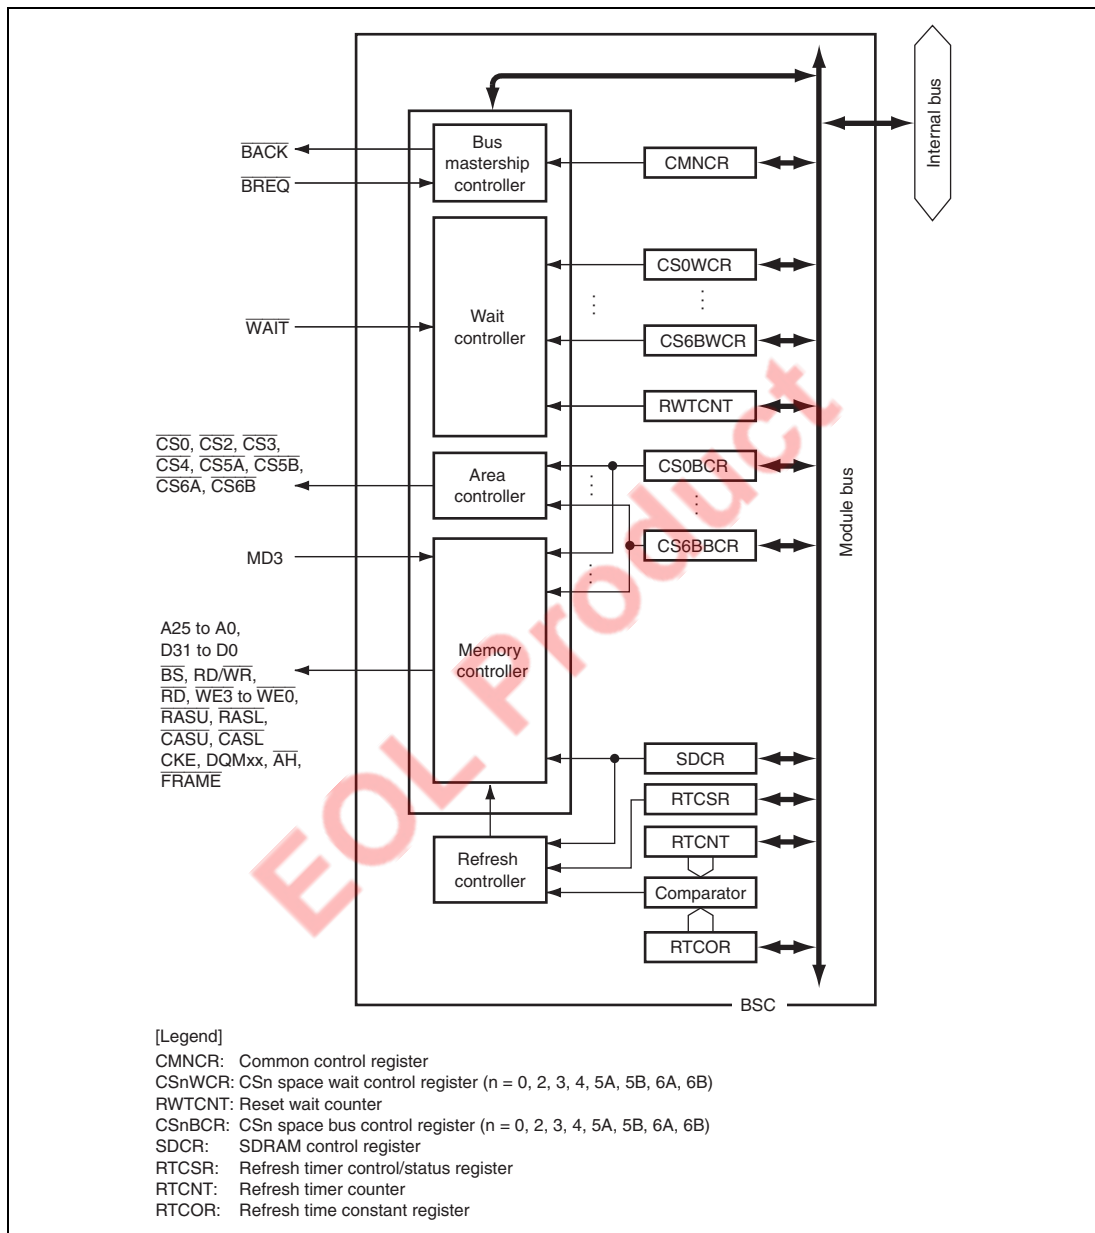 Internal bus
Module bus
BACK
BREQ
Bus
mastership
controller
CMNCR
WAIT
Wait
controller
CS0WCR
CS6BWCR
RWTCNT
CS0, CS2, CS3,
CS4, CS5A, CS5B,
CS6A, CS6B
Area
controller
CS0BCR
CS6BBCR
MD3
A25 to A0,
D31 to D0
BS, RD/WR,
RD, WE3 to WE0,
RASU, RASL,
CASU, CASL
CKE, DQMxx, AH,
FRAME
Memory
controller
SDCR
RTCSR
RTCNT
Refresh
controller
Comparator
RTCOR
BSC
EOL Product
[Legend]
CMNCR: Common control register
CSnWCR: CSn space wait control register (n = 0, 2, 3, 4, 5A, 5B, 6A, 6B)
RWTCNT: Reset wait counter
CSnBCR: CSn space bus control register (n = 0, 2, 3, 4, 5A, 5B, 6A, 6B)
SDCR: SDRAM control register
RTCSR: Refresh timer control/status register
RTCNT: Refresh timer counter
RTCOR: Refresh time constant register